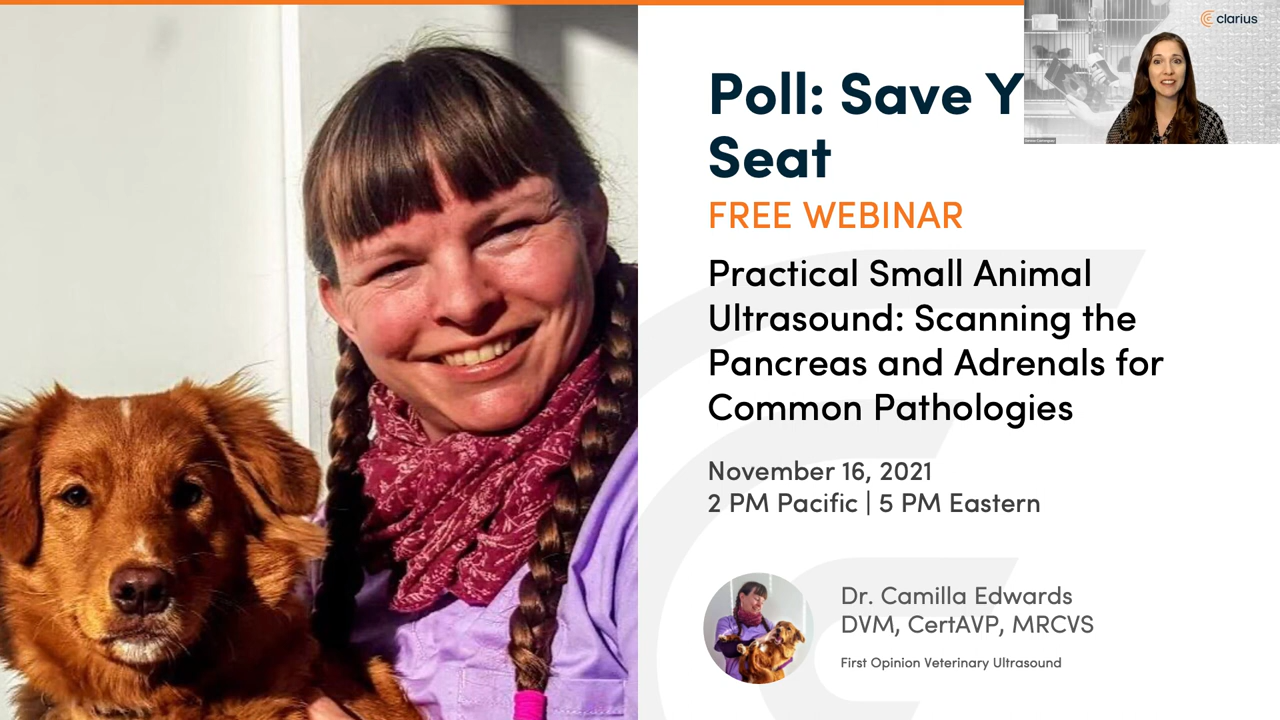 Poll: Save Y
Seat
FREE WEBINAR
Practical Small Animal
Ultrasound: Scanning the
Pancreas and Adrenals for
Common Pathologies
November 16, 2021
2 PM Pacific | 5 PM Eastern
Dr. Camilla Edwards
DVM, CertAVP, MRCVS
First Opinion Veterinary Ultrasound
clarius